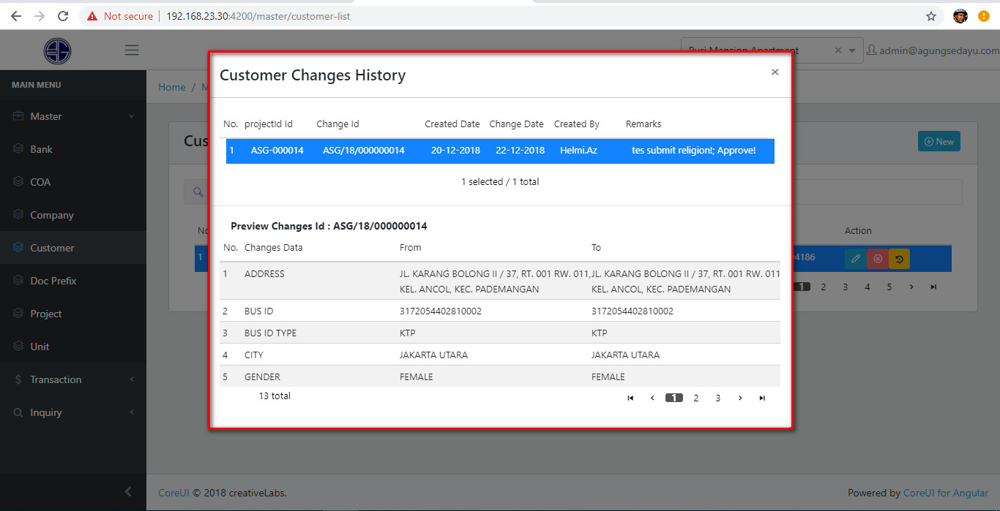 Not secure | 192.168.23.30:4200/master/customer-list
Puri Mansion Apartment × admin@agungsedayu.com
MAIN MENU
Master
Bank
COA
Company
Customer
Doc Prefix
Project
Unit
Transaction
Inquiry
Home / M
Cus
New
No
Action
1
04186
1 2 3 4 5
Customer Changes History ×
No. projectId Id Change Id Created Date Change Date Created By Remarks
1 ASG-000014 ASG/18/000000014 20-12-2018 22-12-2018 Helmi.Az tes submit religion!; Approve!
1 selected / 1 total
Preview Changes Id : ASG/18/000000014
No. Changes Data From To
1 ADDRESS JL. KARANG BOLONG II / 37, RT. 001 RW. 011, JL. KARANG BOLONG II / 37, RT. 001 RW. 011
KEL. ANCOL, KEC. PADEMANGAN KEL. ANCOL, KEC. PADEMANGAN
2 BUS ID 3172054402810002 3172054402810002
3 BUS ID TYPE KTP KTP
4 CITY JAKARTA UTARA JAKARTA UTARA
5 GENDER FEMALE FEMALE
13 total 1 2 3
CoreUI © 2018 creativeLabs. Powered by CoreUI for Angular